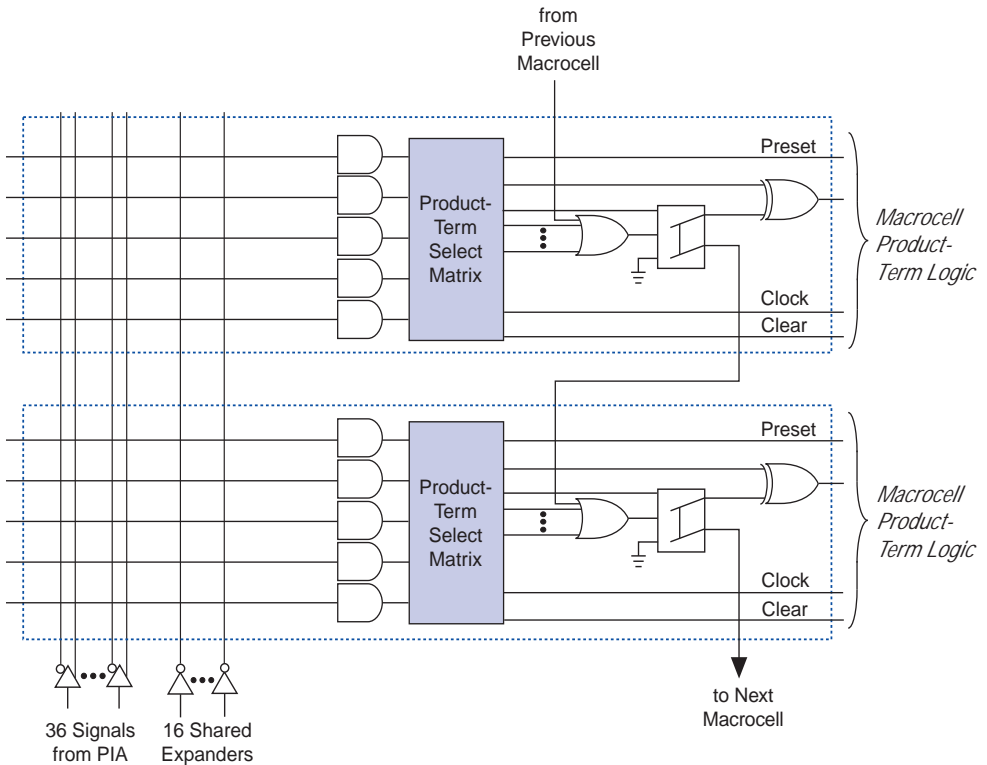 from
Previous
Macrocell
Preset
Product-
Term
Select
Matrix
Macrocell
Product-
Term Logic
Clock
Clear
Preset
Product-
Term
Select
Matrix
Macrocell
Product-
Term Logic
Clock
Clear
36 Signals
from PIA
16 Shared
Expanders
to Next
Macrocell